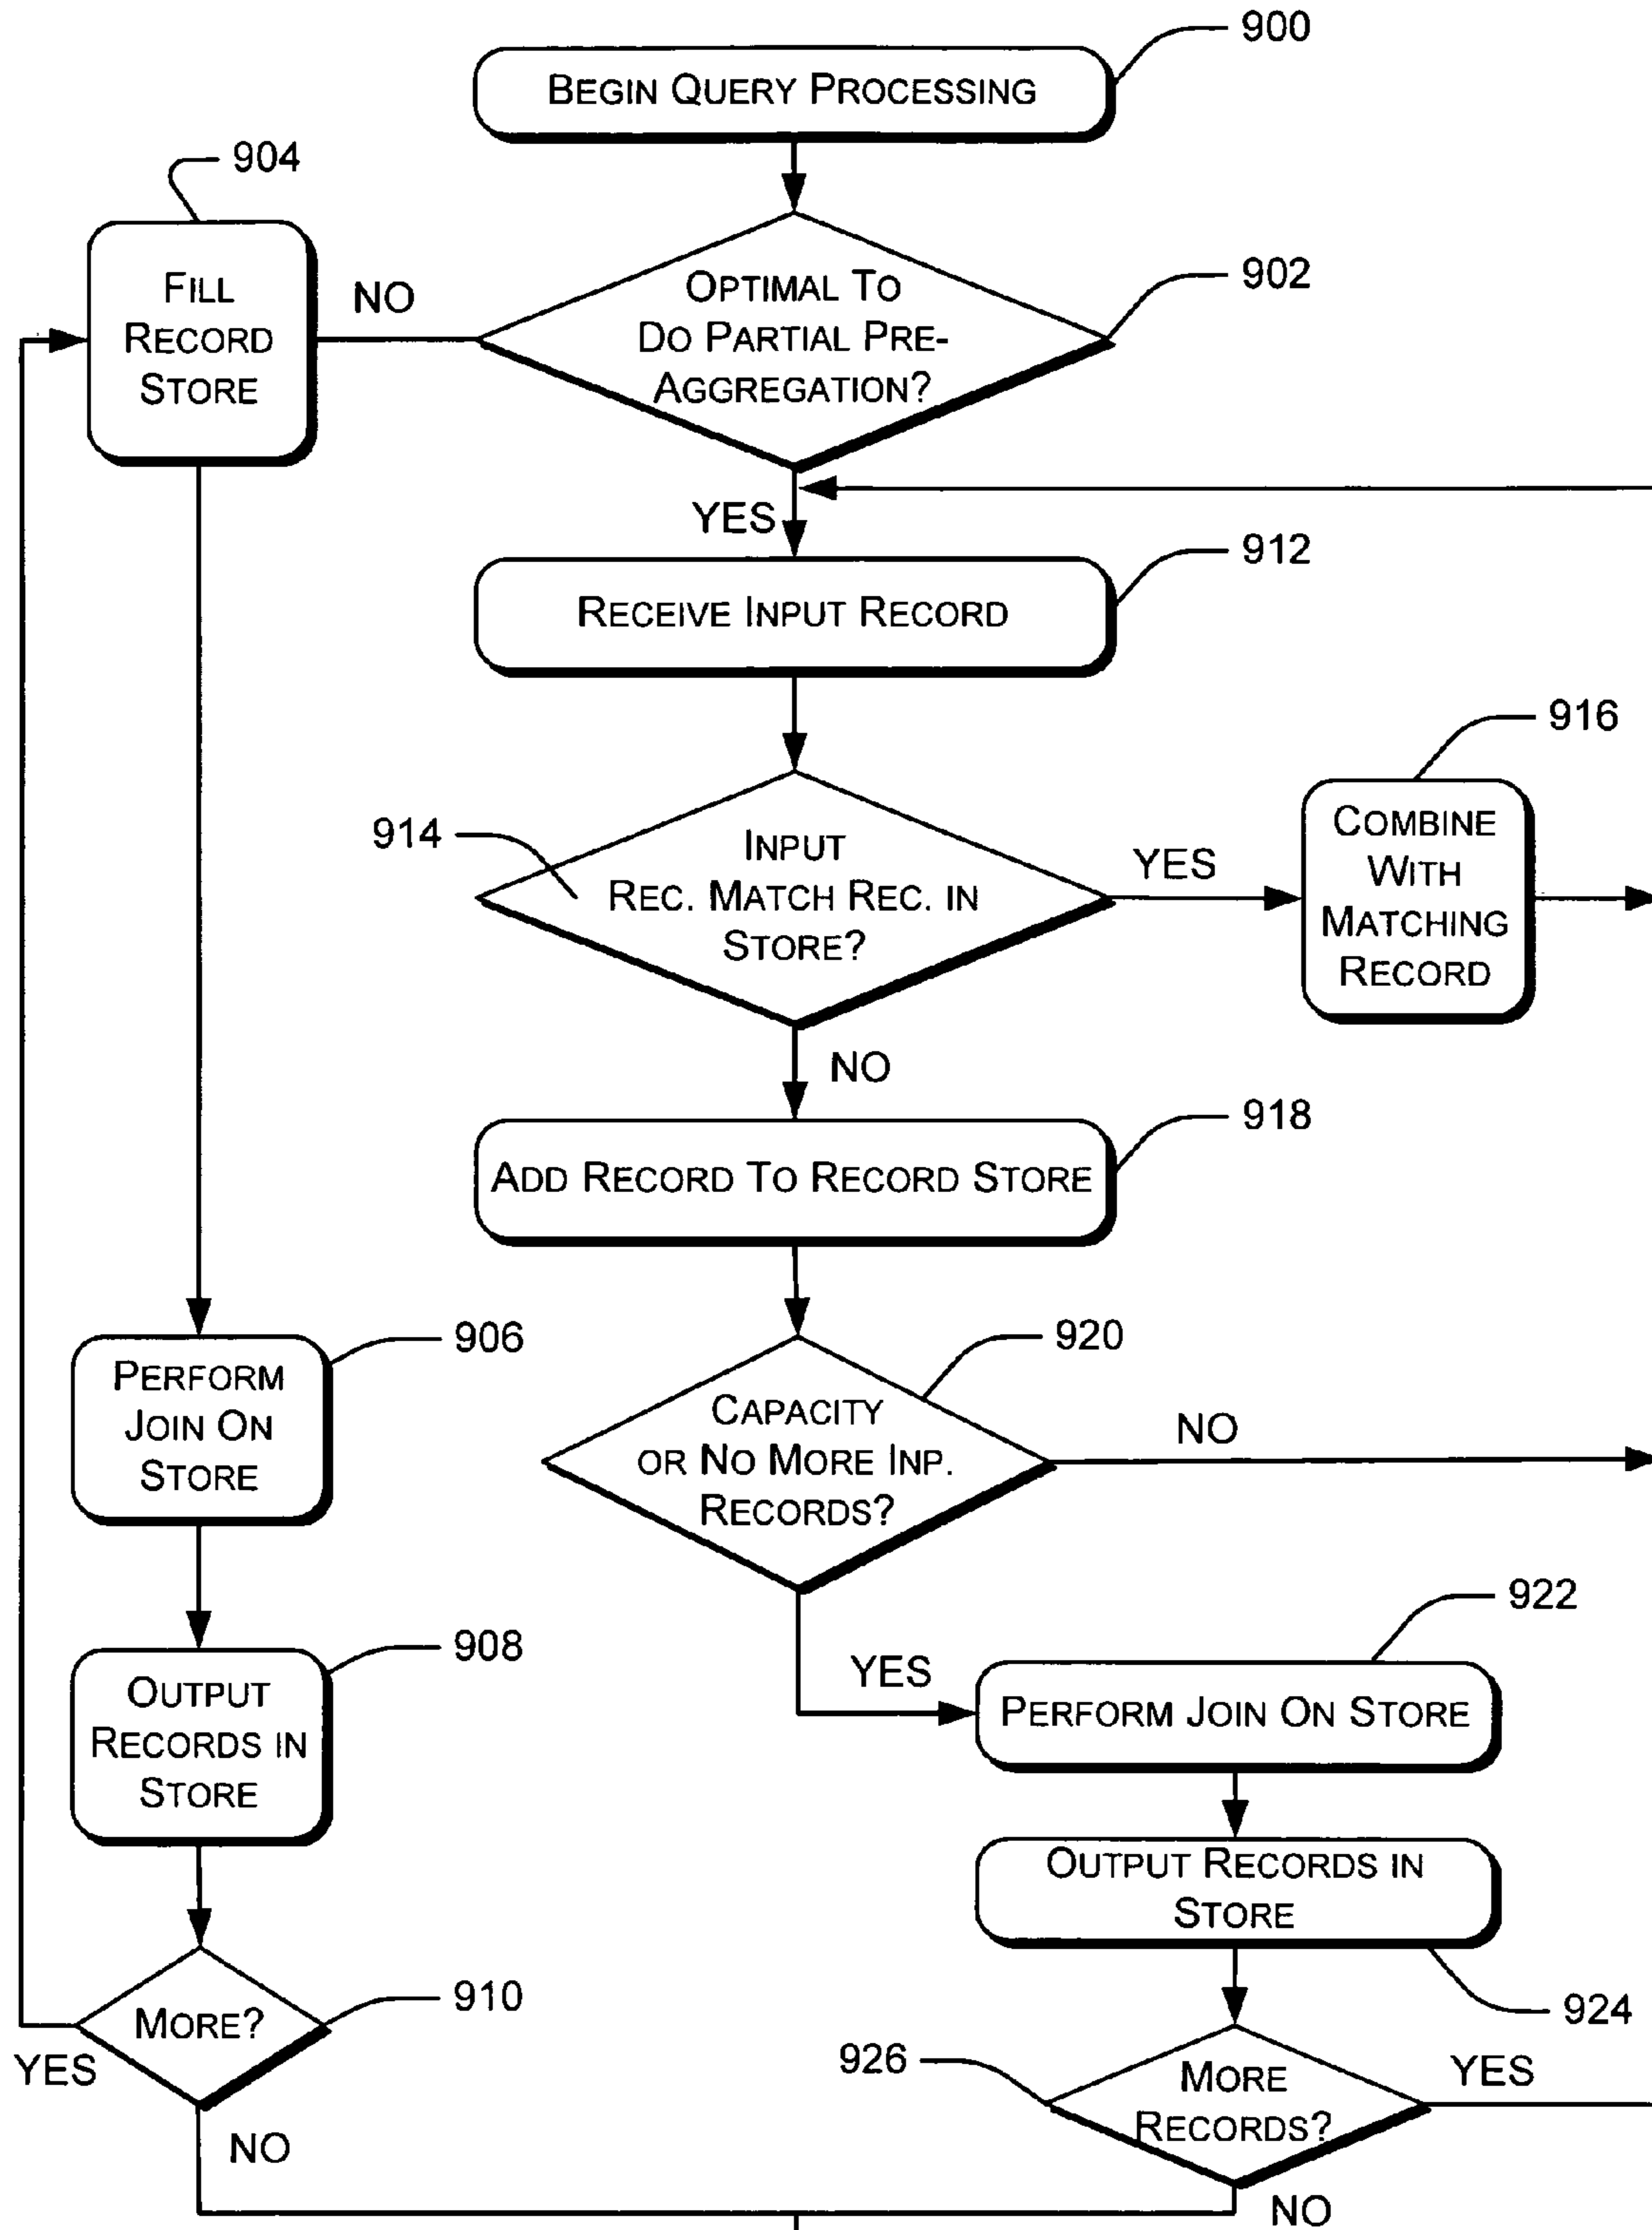 900
BEGIN QUERY PROCESSING
904
902
FILL
RECORD
STORE
NO
OPTIMAL TO
DO PARTIAL PRE-
AGGREGATION?
YES
912
RECEIVE INPUT RECORD
916
914
INPUT
REC. MATCH REC. IN
STORE?
YES
COMBINE
WITH
MATCHING
RECORD
NO
918
ADD RECORD TO RECORD STORE
906
PERFORM
JOIN ON
STORE
920
CAPACITY
OR NO MORE INP.
RECORDS?
NO
922
YES
PERFORM JOIN ON STORE
908
OUTPUT
RECORDS IN
STORE
OUTPUT RECORDS IN
STORE
924
910
MORE?
YES
NO
926
MORE
RECORDS?
YES
NO